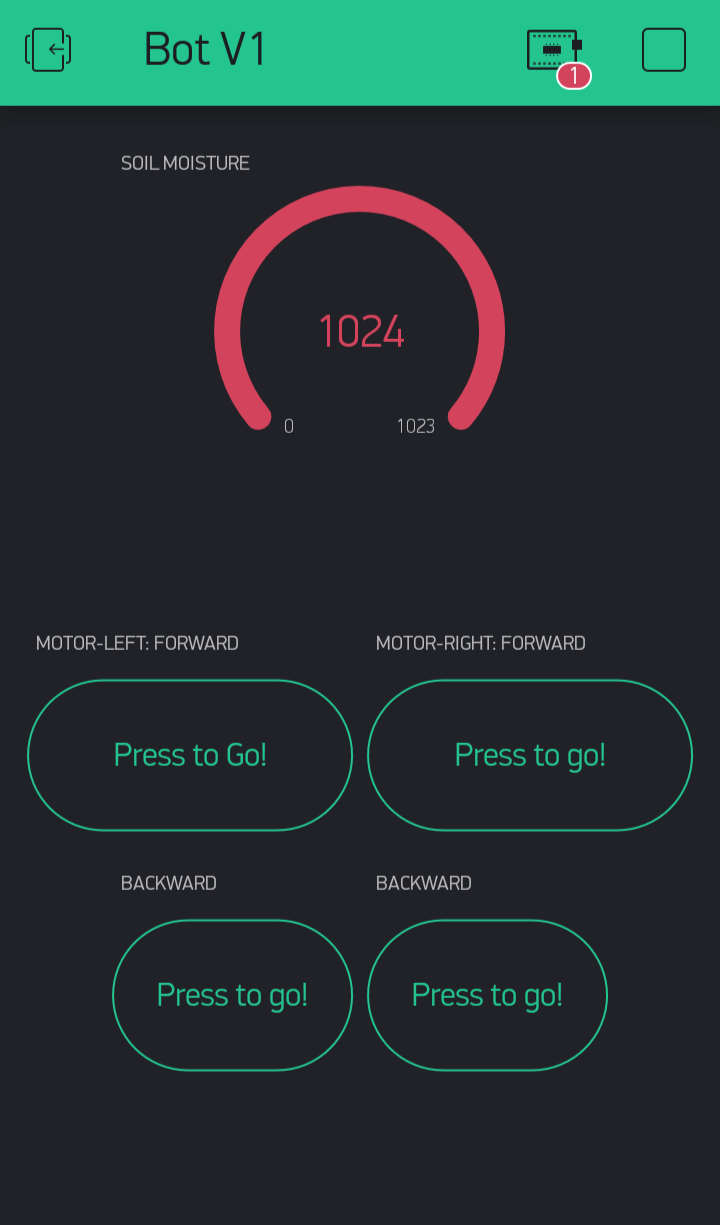 Bot V1
1
SOIL MOISTURE
1024
0 1023
MOTOR-LEFT: FORWARD MOTOR-RIGHT: FORWARD
Press to Go! Press to go!
BACKWARD BACKWARD
Press to go! Press to go!